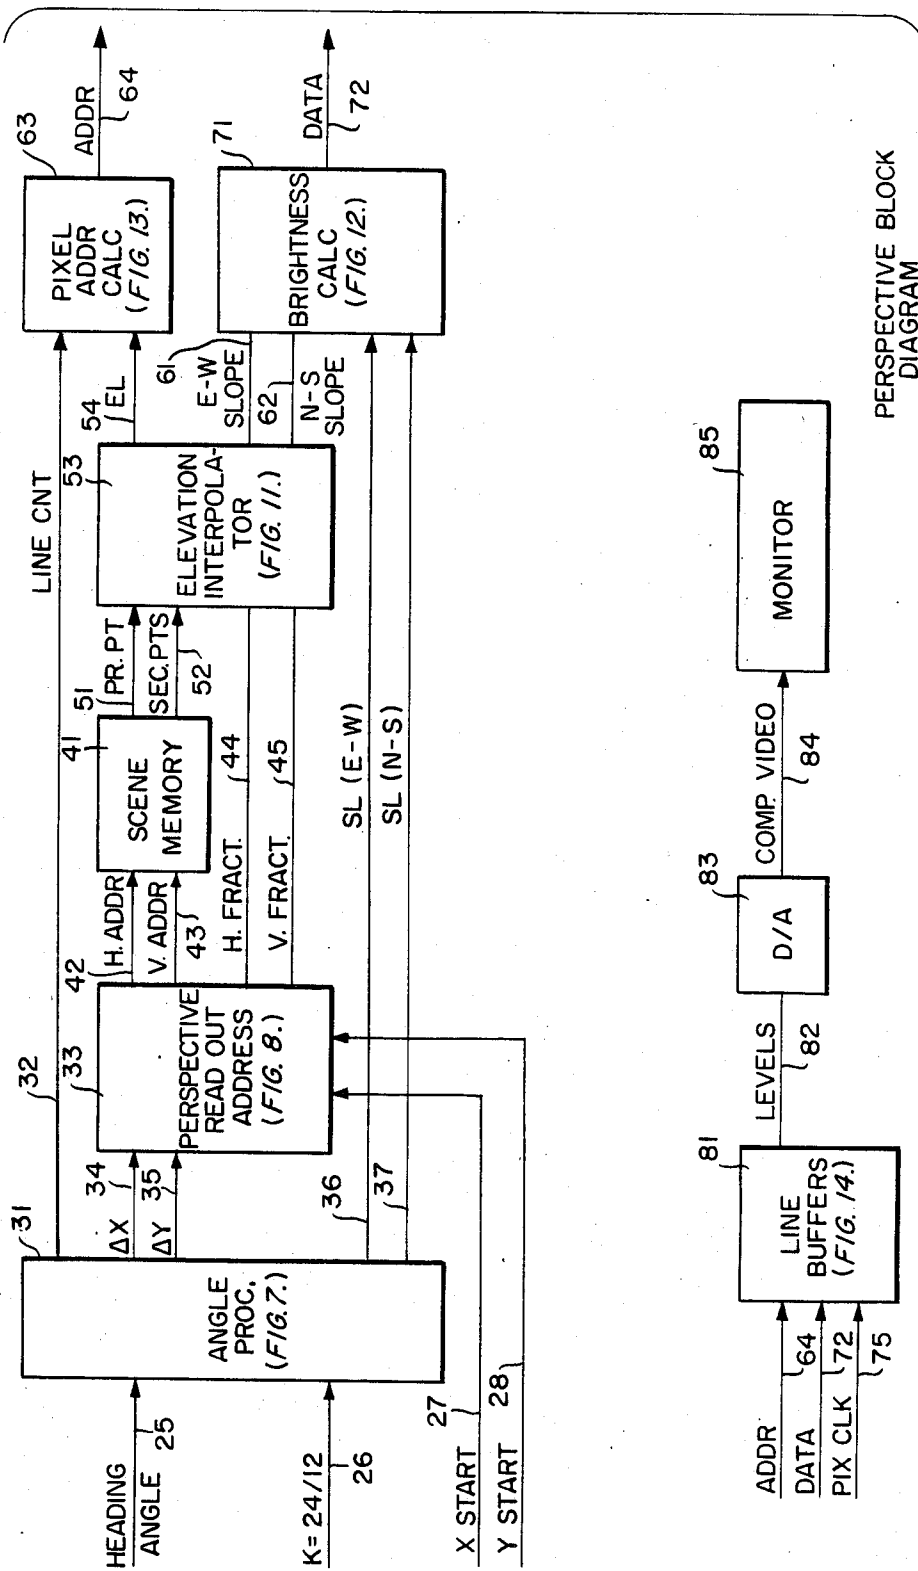 HEADING
ANGLE
25
K=24/12
26
X START
27
Y START
28
31
ANGLE
PROC.
(FIG.7.)
32
LINE CNT
ΔX
34
ΔY
35
36
37
SL (E-W)
SL (N-S)
33
PERSPECTIVE
READ OUT
ADDRESS
(FIG. 8.)
42
H. ADDR
V. ADDR
43
H. FRACT.
44
V. FRACT.
45
41
SCENE
MEMORY
51
PR. PT
SEC.PTS
52
53
ELEVATION
INTERPOLA-
TOR
(FIG. 11.)
54
EL
61
E-W
SLOPE
62
N-S
SLOPE
63
PIXEL
ADDR
CALC
(FIG. 13.)
ADDR
64
71
BRIGHTNESS
CALC
(FIG. 12.)
DATA
72
ADDR
64
DATA
72
PIX CLK
75
81
LINE
BUFFERS
(FIG. 14.)
LEVELS
82
83
D/A
COMP. VIDEO
84
85
MONITOR
PERSPECTIVE BLOCK
DIAGRAM